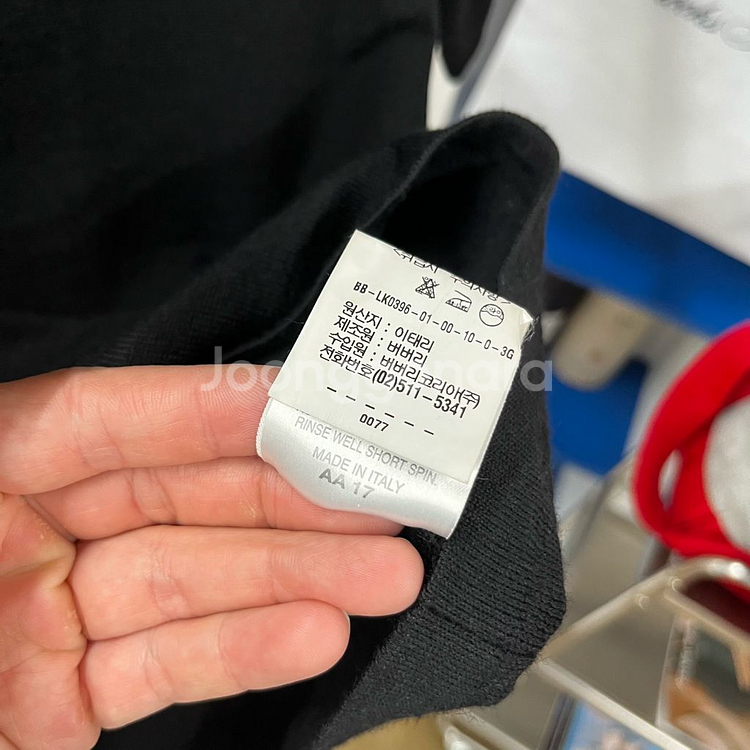 BB-LK0396-01-00-10-0-3G
원산지 : 이태리
제조원 : 버버리
수입원 : 버버리코리아(주)
전화번호(02)511-5341
------
0077
RINSE WELL SHORT SPIN.
MADE IN ITALY
AA 17
Joonggonara